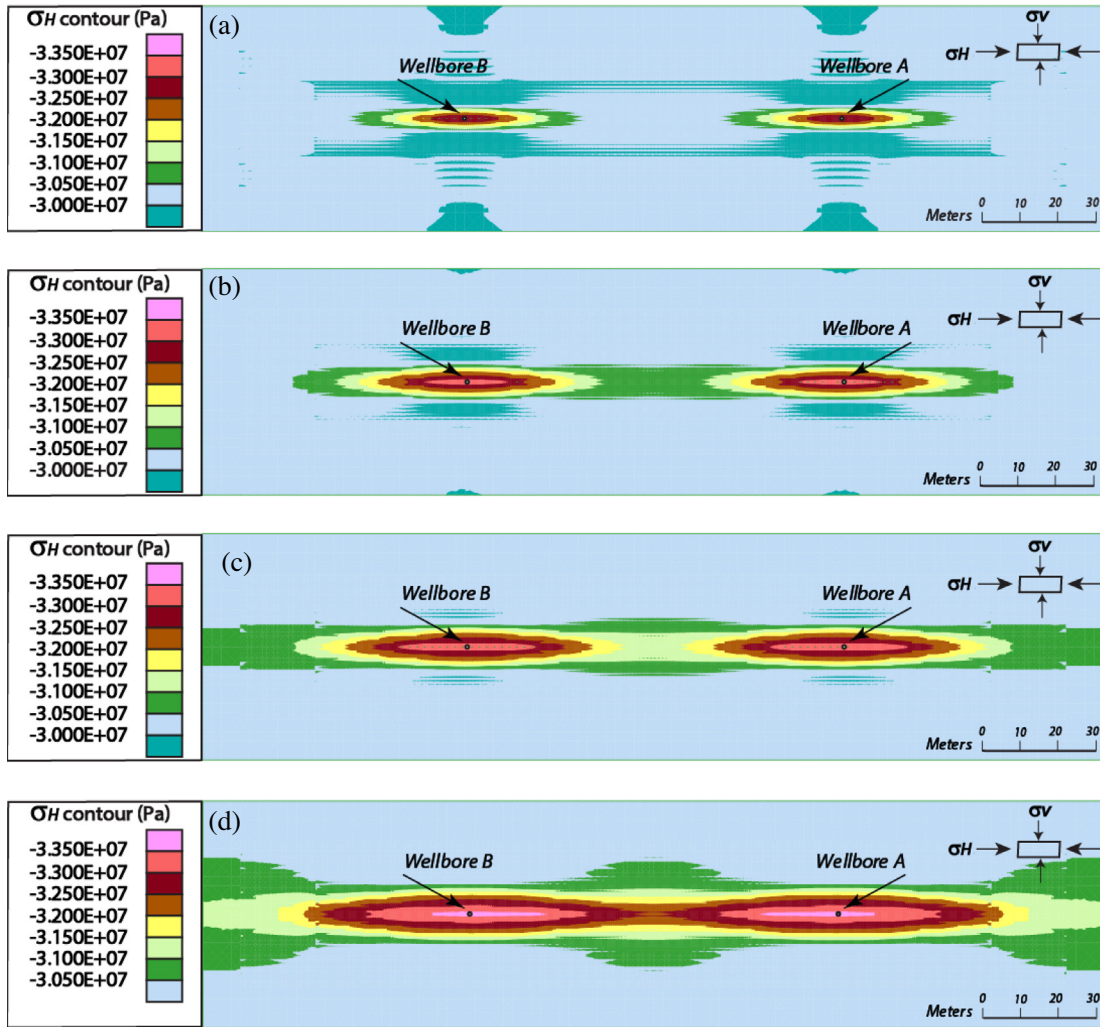 σH contour (Pa)
-3.350E+07
-3.300E+07
-3.250E+07
-3.200E+07
-3.150E+07
-3.100E+07
-3.050E+07
-3.000E+07
(a)
Wellbore B
Wellbore A
σV
σH
Meters 0 10 20 30
σH contour (Pa)
-3.350E+07
-3.300E+07
-3.250E+07
-3.200E+07
-3.150E+07
-3.100E+07
-3.050E+07
-3.000E+07
(b)
Wellbore B
Wellbore A
σV
σH
Meters 0 10 20 30
σH contour (Pa)
-3.350E+07
-3.300E+07
-3.250E+07
-3.200E+07
-3.150E+07
-3.100E+07
-3.050E+07
-3.000E+07
(c)
Wellbore B
Wellbore A
σV
σH
Meters 0 10 20 30
σH contour (Pa)
-3.350E+07
-3.300E+07
-3.250E+07
-3.200E+07
-3.150E+07
-3.100E+07
-3.050E+07
(d)
Wellbore B
Wellbore A
σV
σH
Meters 0 10 20 30